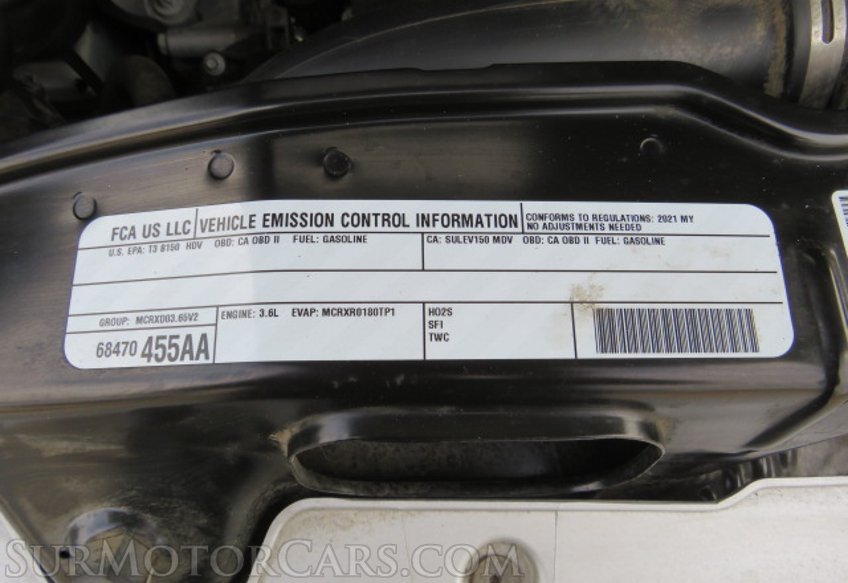 FCA US LLC VEHICLE EMISSION CONTROL INFORMATION
CONFORMS TO REGULATIONS: 2021 MY
NO ADJUSTMENTS NEEDED
U.S. EPA: T3 B150 HDV OBD: CA OBD II FUEL: GASOLINE
CA: SULEV150 MDV OBD: CA OBD II FUEL: GASOLINE
GROUP: MCRXD03.65V2
68470 455AA
ENGINE: 3.6L EVAP: MCRXR0180TP1
HO2S
SFI
TWC
SurMotorCars.com